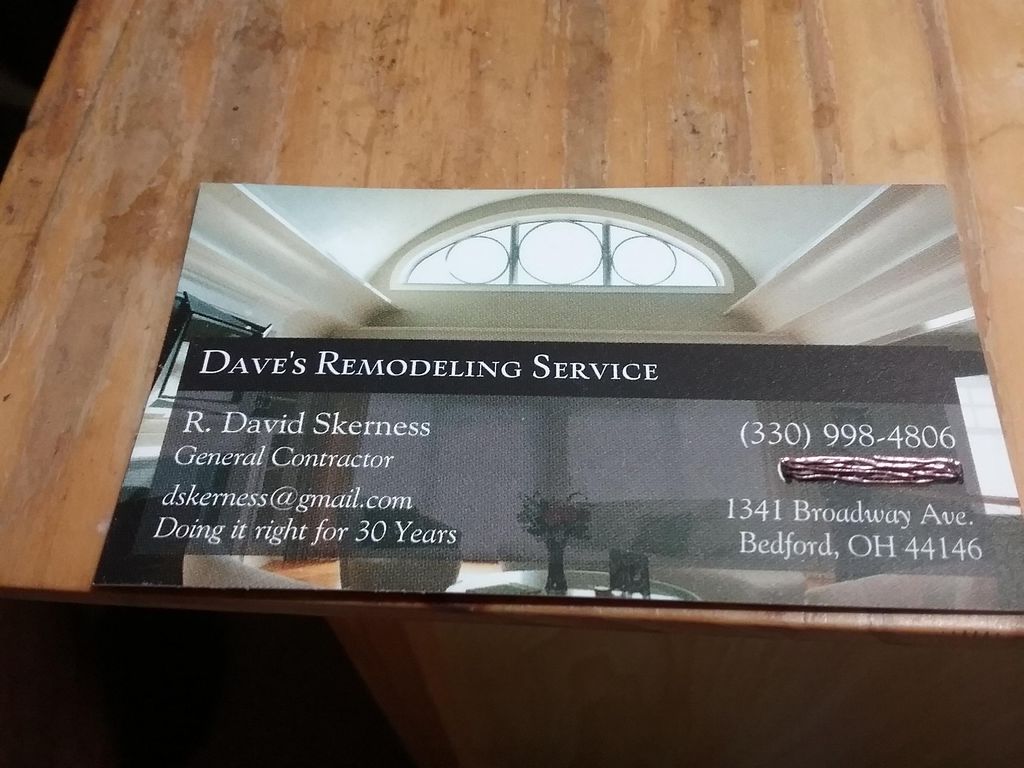 DAVE'S REMODELING SERVICE
R. David Skerness
General Contractor
dskerness@gmail.com
Doing it right for 30 Years
(330) 998-4806
1341 Broadway Ave.
Bedford, OH 44146